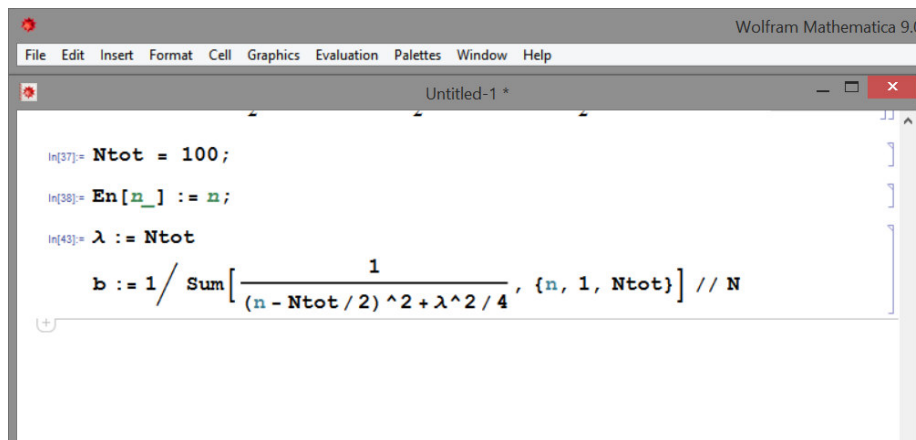 Wolfram Mathematica 9.0
File Edit Insert Format Cell Graphics Evaluation Palettes Window Help
Untitled-1 *
In[37]:= Ntot = 100;
In[38]:= En[n_] := n;
In[43]:= λ := Ntot
b := 1 / Sum[1/((n - Ntot / 2) ^2 + λ^2 / 4), {n, 1, Ntot}] // N